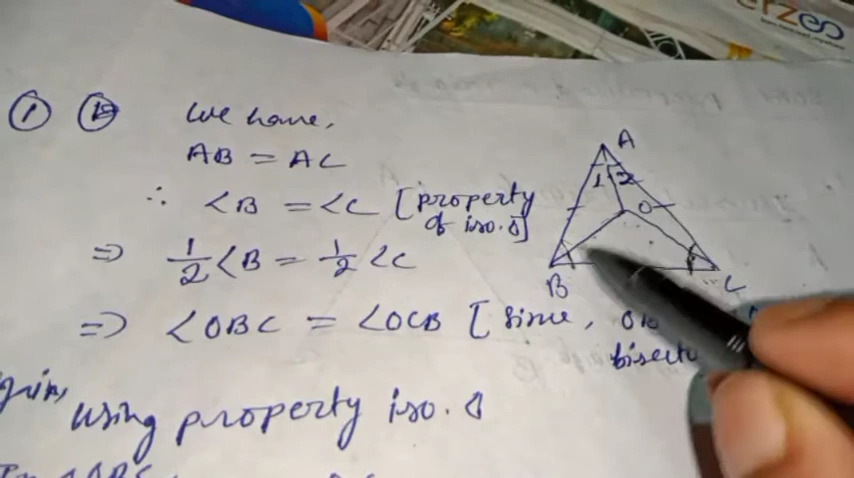 ① We have,
AB = AC
∴ <B = <C [property of iso. Δ]
⇒ 1/2 <B = 1/2 <C
⇒ <OBC = <OCB [since,
using property iso. Δ
A
1 2
O
B
C